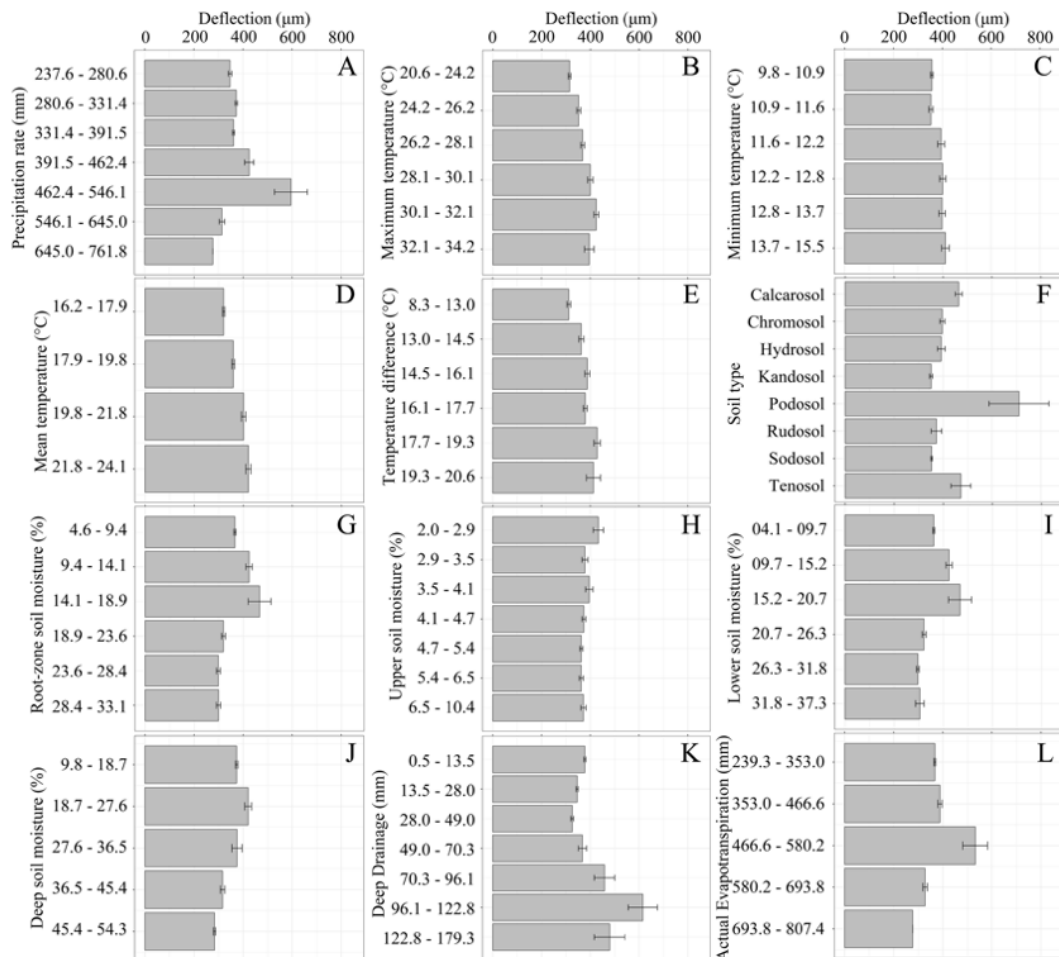 Deflection (μm) Deflection (μm) Deflection (μm)
0 200 400 600 800 0 200 400 600 800 0 200 400 600 800
A
Precipitation rate (mm)
237.6 - 280.6
280.6 - 331.4
331.4 - 391.5
391.5 - 462.4
462.4 - 546.1
546.1 - 645.0
645.0 - 761.8
B
Maximum temperature (°C)
20.6 - 24.2
24.2 - 26.2
26.2 - 28.1
28.1 - 30.1
30.1 - 32.1
32.1 - 34.2
C
Minimum temperature (°C)
9.8 - 10.9
10.9 - 11.6
11.6 - 12.2
12.2 - 12.8
12.8 - 13.7
13.7 - 15.5
D
Mean temperature (°C)
16.2 - 17.9
17.9 - 19.8
19.8 - 21.8
21.8 - 24.1
E
Temperature difference (°C)
8.3 - 13.0
13.0 - 14.5
14.5 - 16.1
16.1 - 17.7
17.7 - 19.3
19.3 - 20.6
F
Soil type
Calcarosol
Chromosol
Hydrosol
Kandosol
Podosol
Rudosol
Sodosol
Tenosol
G
Root-zone soil moisture (%)
4.6 - 9.4
9.4 - 14.1
14.1 - 18.9
18.9 - 23.6
23.6 - 28.4
28.4 - 33.1
H
Upper soil moisture (%)
2.0 - 2.9
2.9 - 3.5
3.5 - 4.1
4.1 - 4.7
4.7 - 5.4
5.4 - 6.5
6.5 - 10.4
I
Lower soil moisture (%)
04.1 - 09.7
09.7 - 15.2
15.2 - 20.7
20.7 - 26.3
26.3 - 31.8
31.8 - 37.3
J
Deep soil moisture (%)
9.8 - 18.7
18.7 - 27.6
27.6 - 36.5
36.5 - 45.4
45.4 - 54.3
K
Deep Drainage (mm)
0.5 - 13.5
13.5 - 28.0
28.0 - 49.0
49.0 - 70.3
70.3 - 96.1
96.1 - 122.8
122.8 - 179.3
L
Actual Evapotranspiration (mm)
239.3 - 353.0
353.0 - 466.6
466.6 - 580.2
580.2 - 693.8
693.8 - 807.4